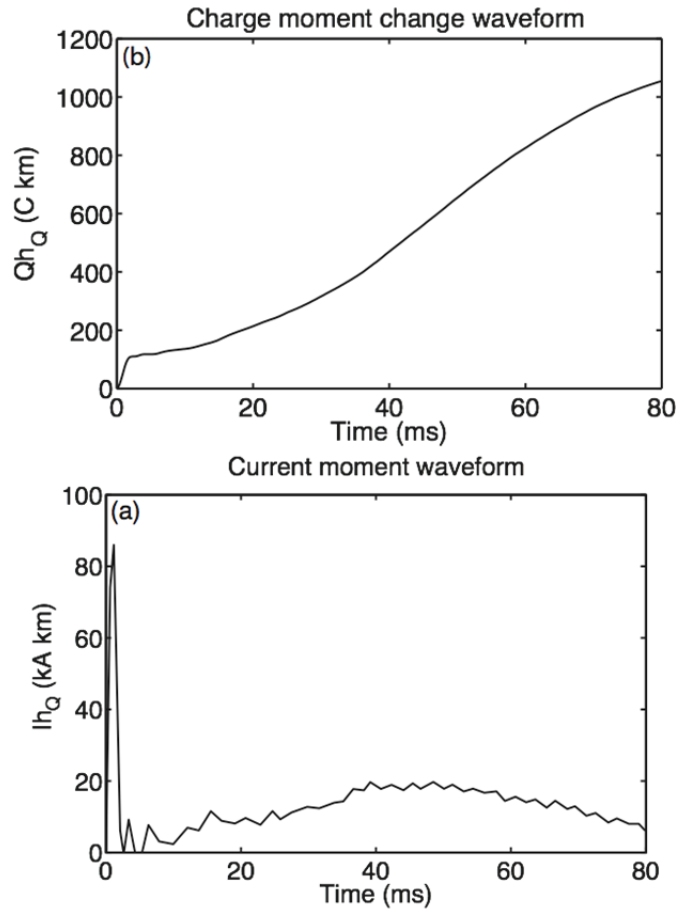 Charge moment change waveform
(b)
1200
1000
800
600
400
200
0
Qh_Q (C km)
0 20 40 60 80
Time (ms)
Current moment waveform
(a)
100
80
60
40
20
0
Ih_Q (kA km)
0 20 40 60 80
Time (ms)